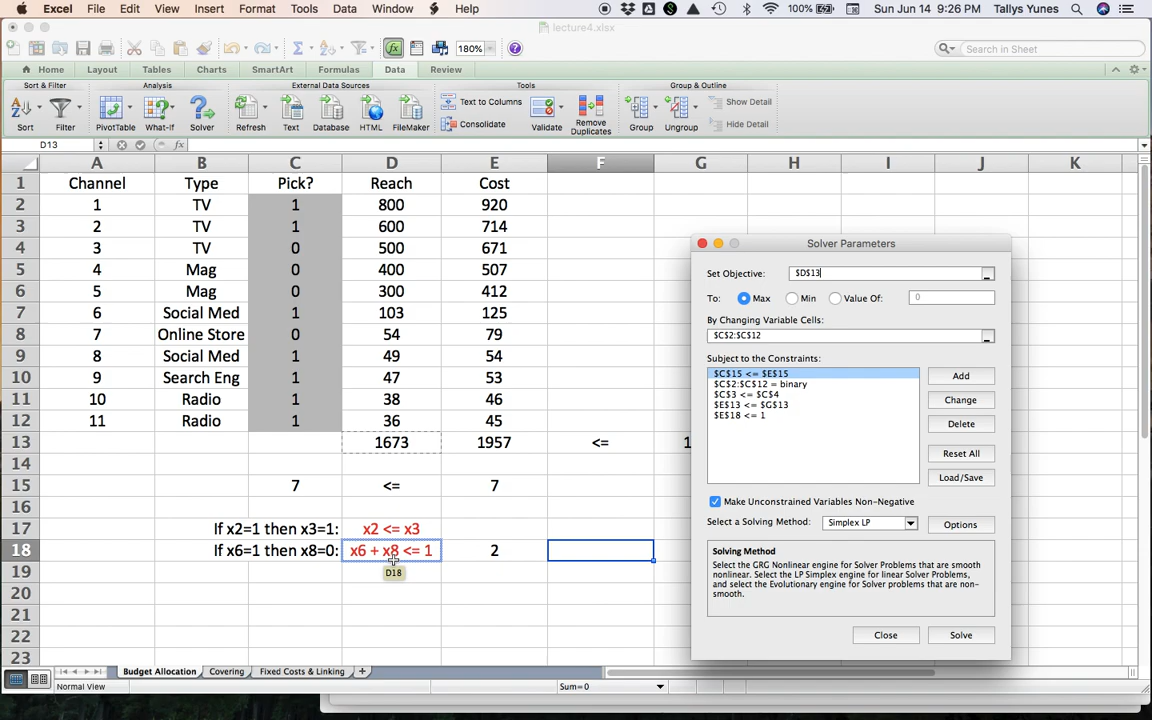 Excel File Edit View Insert Format Tools Data Window Help 100% Sun Jun 14 9:26 PM Tallys Yunes
lecture4.xlsx
180% Search in Sheet
Home Layout Tables Charts SmartArt Formulas Data Review
Sort & Filter Analysis External Data Sources Tools Group & Outline
Text to Columns Show Detail
Consolidate Hide Detail
Sort Filter PivotTable What-If Solver Refresh Text Database HTML FileMaker Validate Remove Duplicates Group Ungroup
D13 fx
A B C D E F G H I J K
1 Channel Type Pick? Reach Cost
2 1 TV 1 800 920
3 2 TV 1 600 714
4 3 TV 0 500 671
5 4 Mag 0 400 507
6 5 Mag 0 300 412
7 6 Social Med 1 103 125
8 7 Online Store 0 54 79
9 8 Social Med 1 49 54
10 9 Search Eng 1 47 53
11 10 Radio 1 38 46
12 11 Radio 1 36 45
13 1673 1957 <= 1
14
15 7 <= 7
16
17 If x2=1 then x3=1: x2 <= x3
18 If x6=1 then x8=0: x6 + x8 <= 1 2
D18
19
20
21
22
23
Solver Parameters
Set Objective: $D$13
To: Max Min Value Of: 0
By Changing Variable Cells:
$C$2:$C$12
Subject to the Constraints:
$C$15 <= $E$15
$C$2:$C$12 = binary
$C$3 <= $C$4
$E$13 <= $G$13
$E$18 <= 1
Add
Change
Delete
Reset All
Load/Save
Make Unconstrained Variables Non-Negative
Select a Solving Method: Simplex LP Options
Solving Method
Select the GRG Nonlinear engine for Solver Problems that are smooth
nonlinear. Select the LP Simplex engine for linear Solver Problems,
and select the Evolutionary engine for Solver problems that are non-
smooth.
Close Solve
Budget Allocation Covering Fixed Costs & Linking
Normal View Sum=0